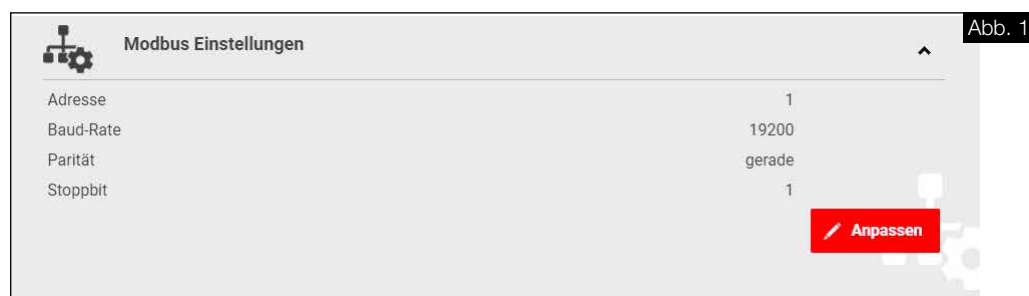 Abb. 1
Modbus Einstellungen
Adresse 1
Baud-Rate 19200
Parität gerade
Stoppbit 1
Anpassen